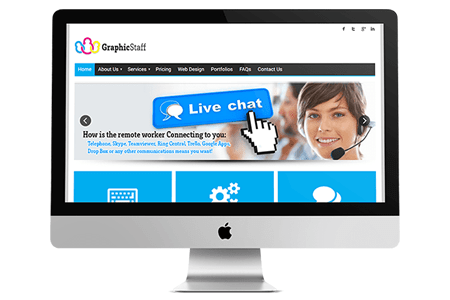 GraphicStaff
Home About Us Services Pricing Web Design Portfolios FAQs Contact Us
Live chat
How is the remote worker Connecting to you:
Telephone, Skype, Teamviewer, Ring Central, Trello, Google Apps,
Drop Box or any other communications means you want!